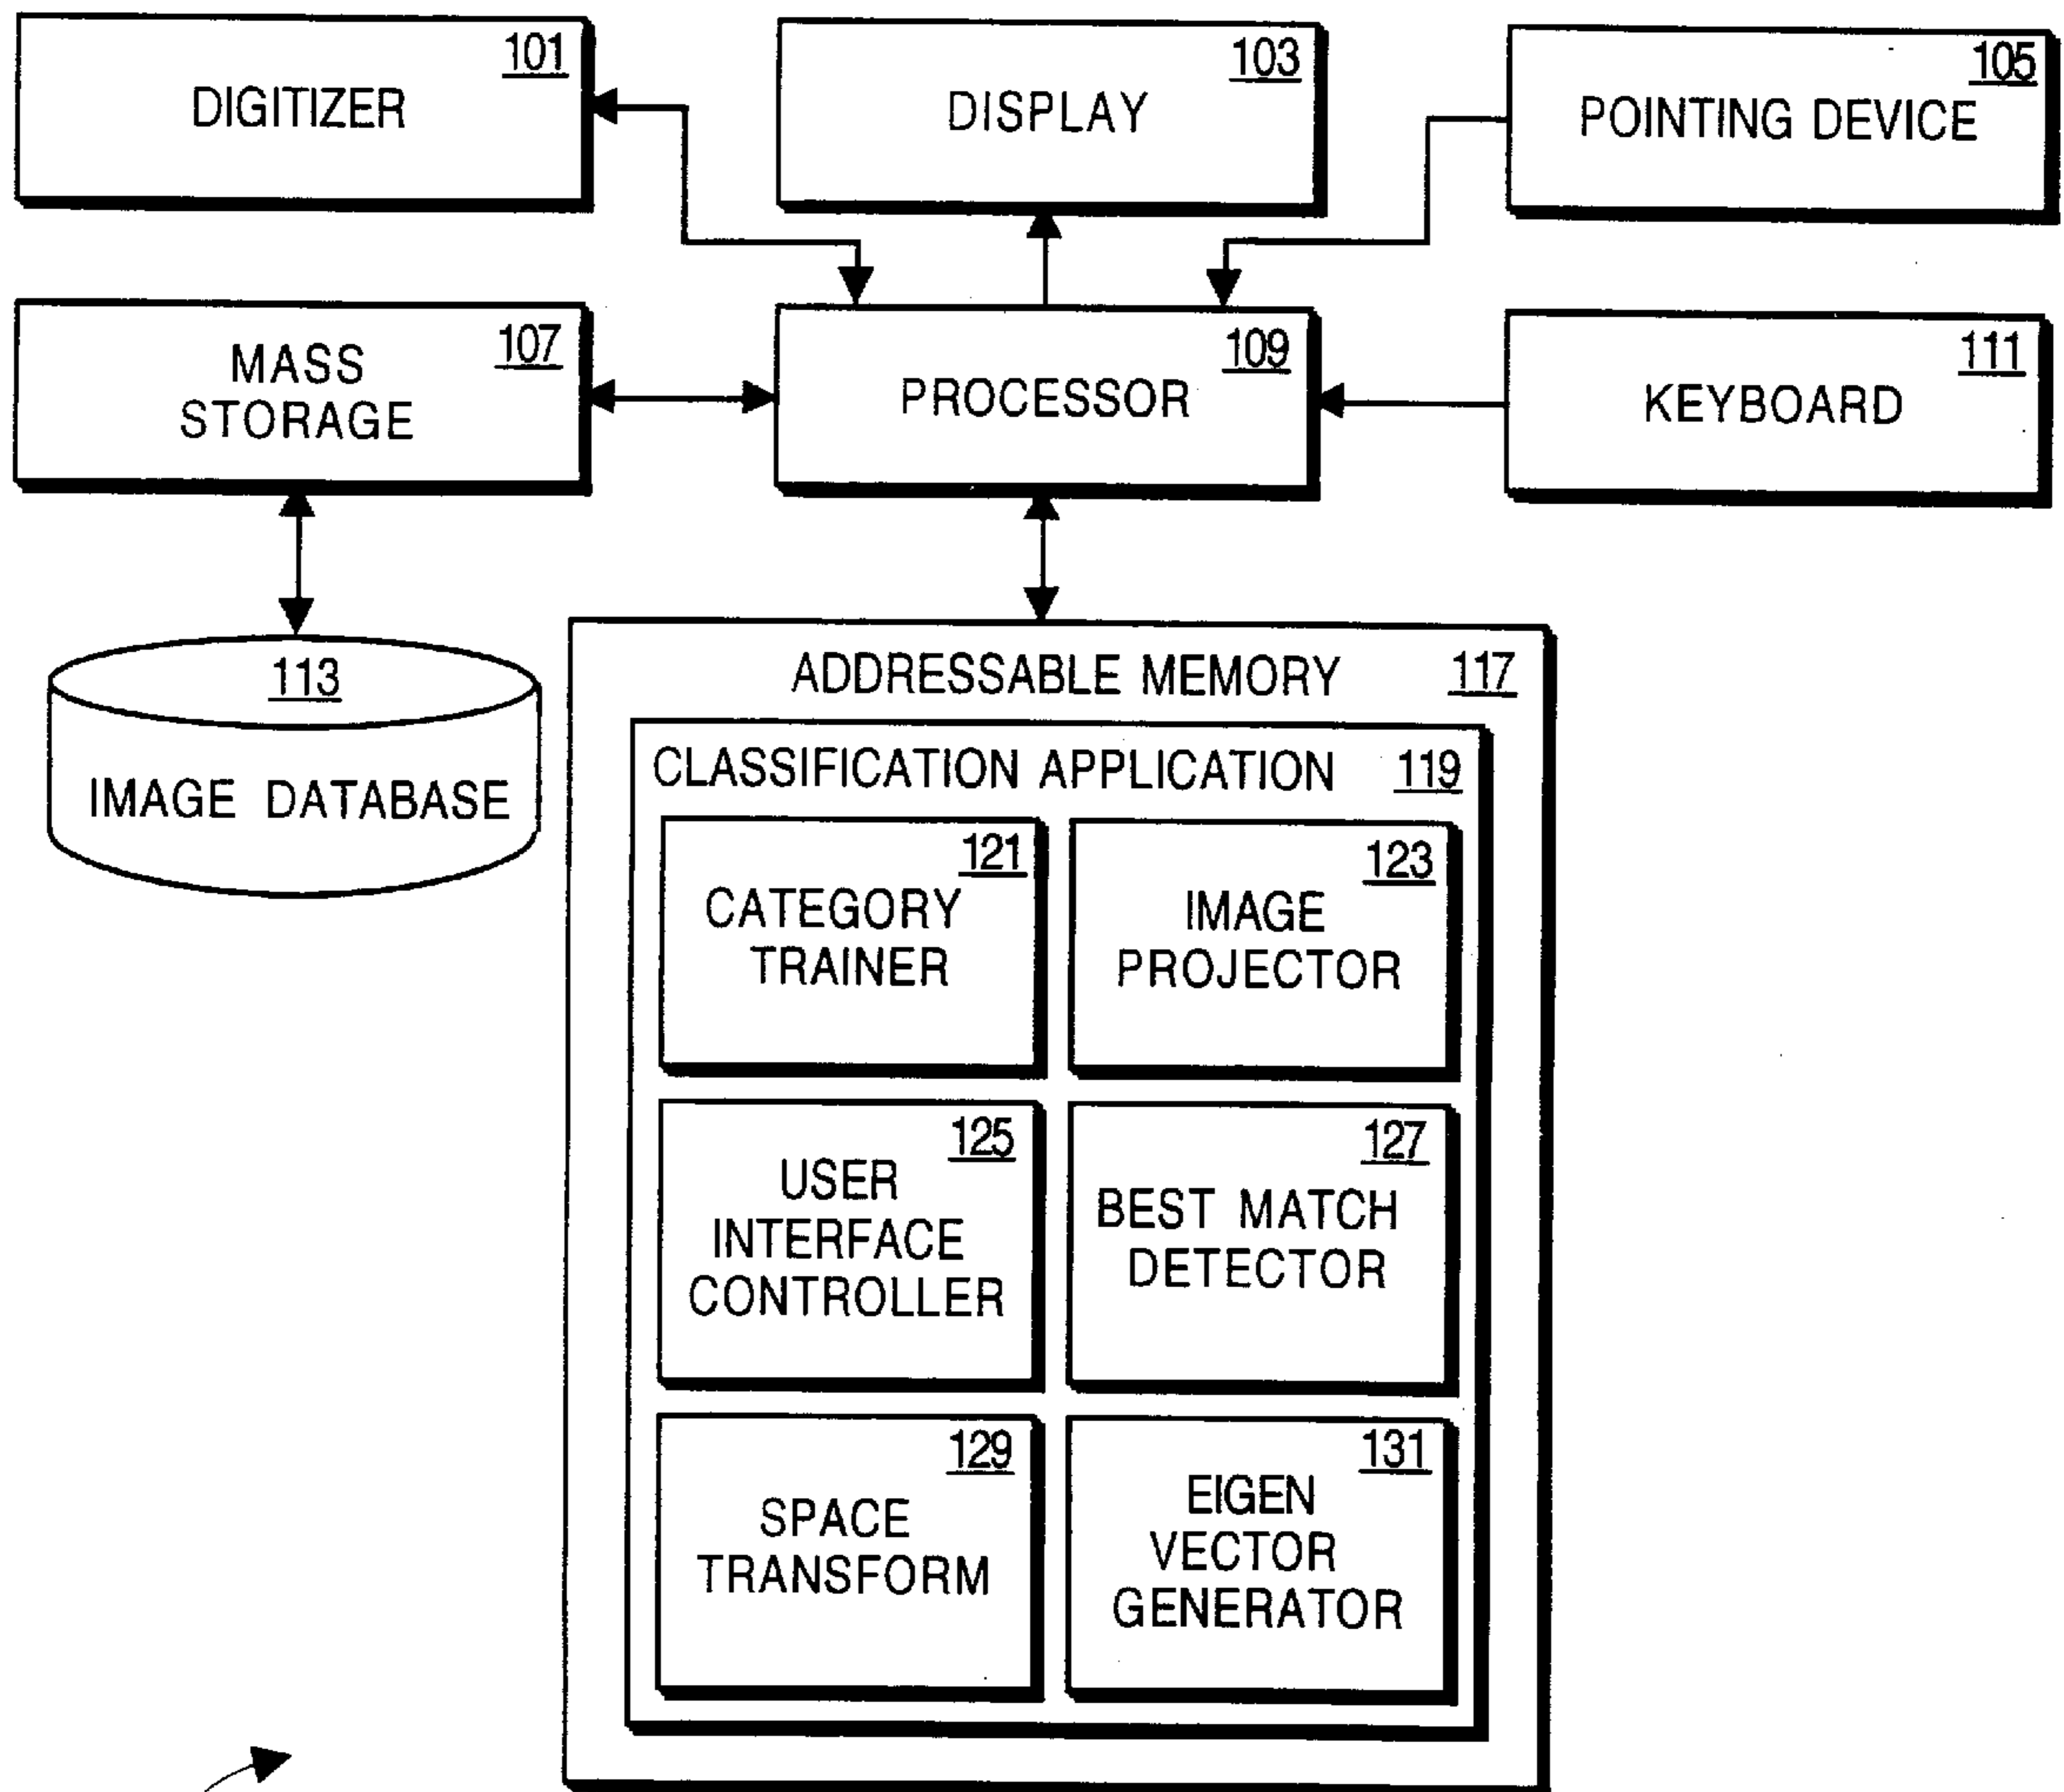 101
DIGITIZER
103
DISPLAY
105
POINTING DEVICE
107
MASS
STORAGE
109
PROCESSOR
111
KEYBOARD
113
IMAGE DATABASE
ADDRESSABLE MEMORY 117
CLASSIFICATION APPLICATION 119
121
CATEGORY
TRAINER
123
IMAGE
PROJECTOR
125
USER
INTERFACE
CONTROLLER
127
BEST MATCH
DETECTOR
129
SPACE
TRANSFORM
131
EIGEN
VECTOR
GENERATOR